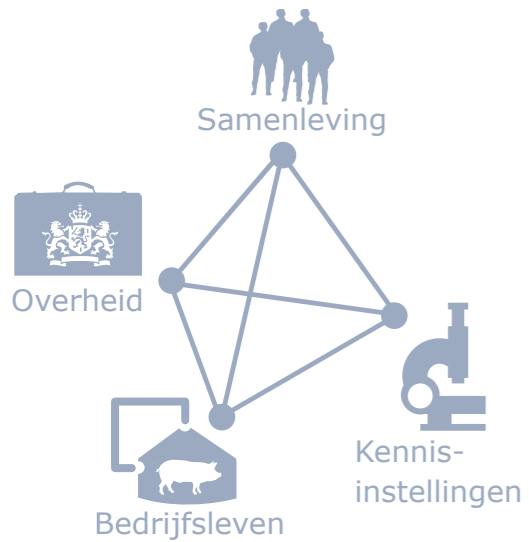 Samenleving
Overheid
Kennis-
instellingen
Bedrijfsleven